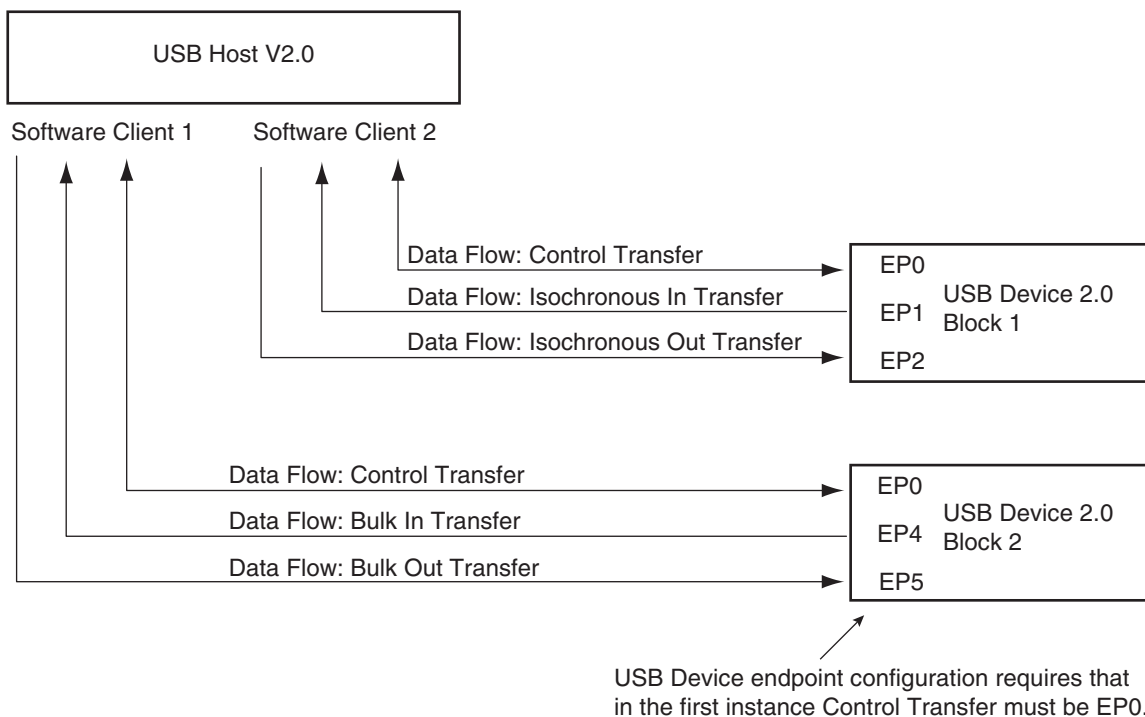 USB Host V2.0
Software Client 1
Software Client 2
Data Flow: Control Transfer
Data Flow: Isochronous In Transfer
Data Flow: Isochronous Out Transfer
EP0
EP1
EP2
USB Device 2.0
Block 1
Data Flow: Control Transfer
Data Flow: Bulk In Transfer
Data Flow: Bulk Out Transfer
EP0
EP4
EP5
USB Device 2.0
Block 2
USB Device endpoint configuration requires that
in the first instance Control Transfer must be EP0.